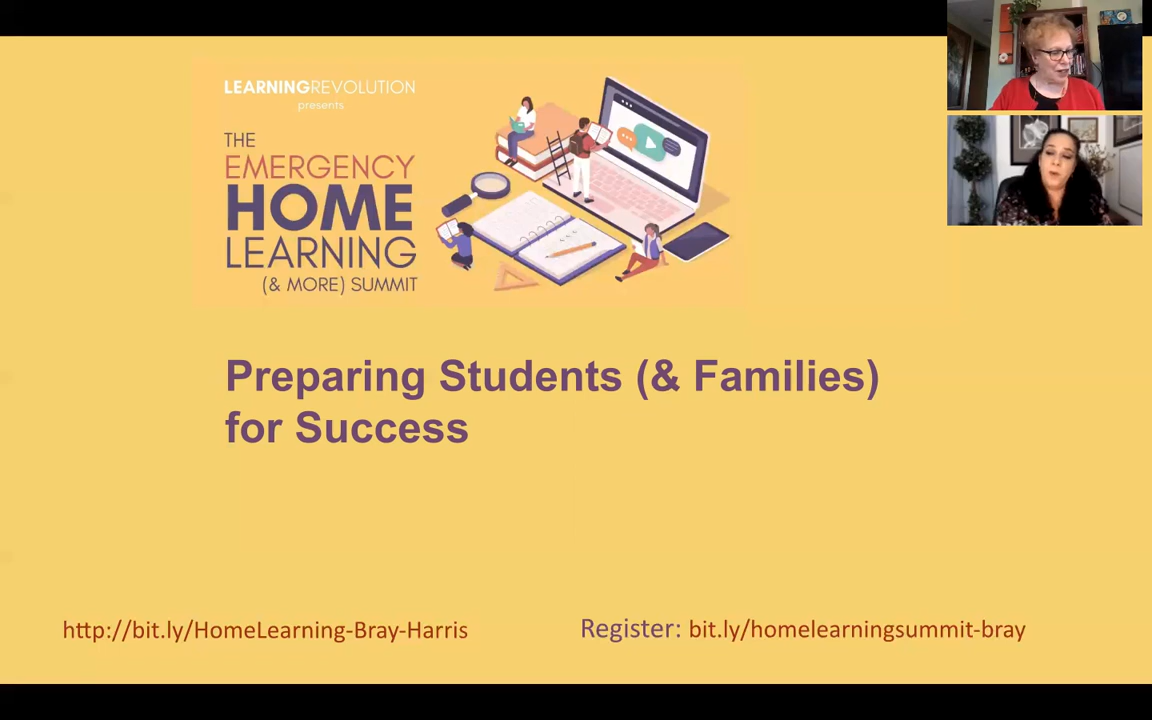 LEARNINGREVOLUTION
presents
THE
EMERGENCY
HOME
LEARNING
(& MORE) SUMMIT
Preparing Students (& Families)
for Success
http://bit.ly/HomeLearning-Bray-Harris
Register: bit.ly/homelearningsummit-bray